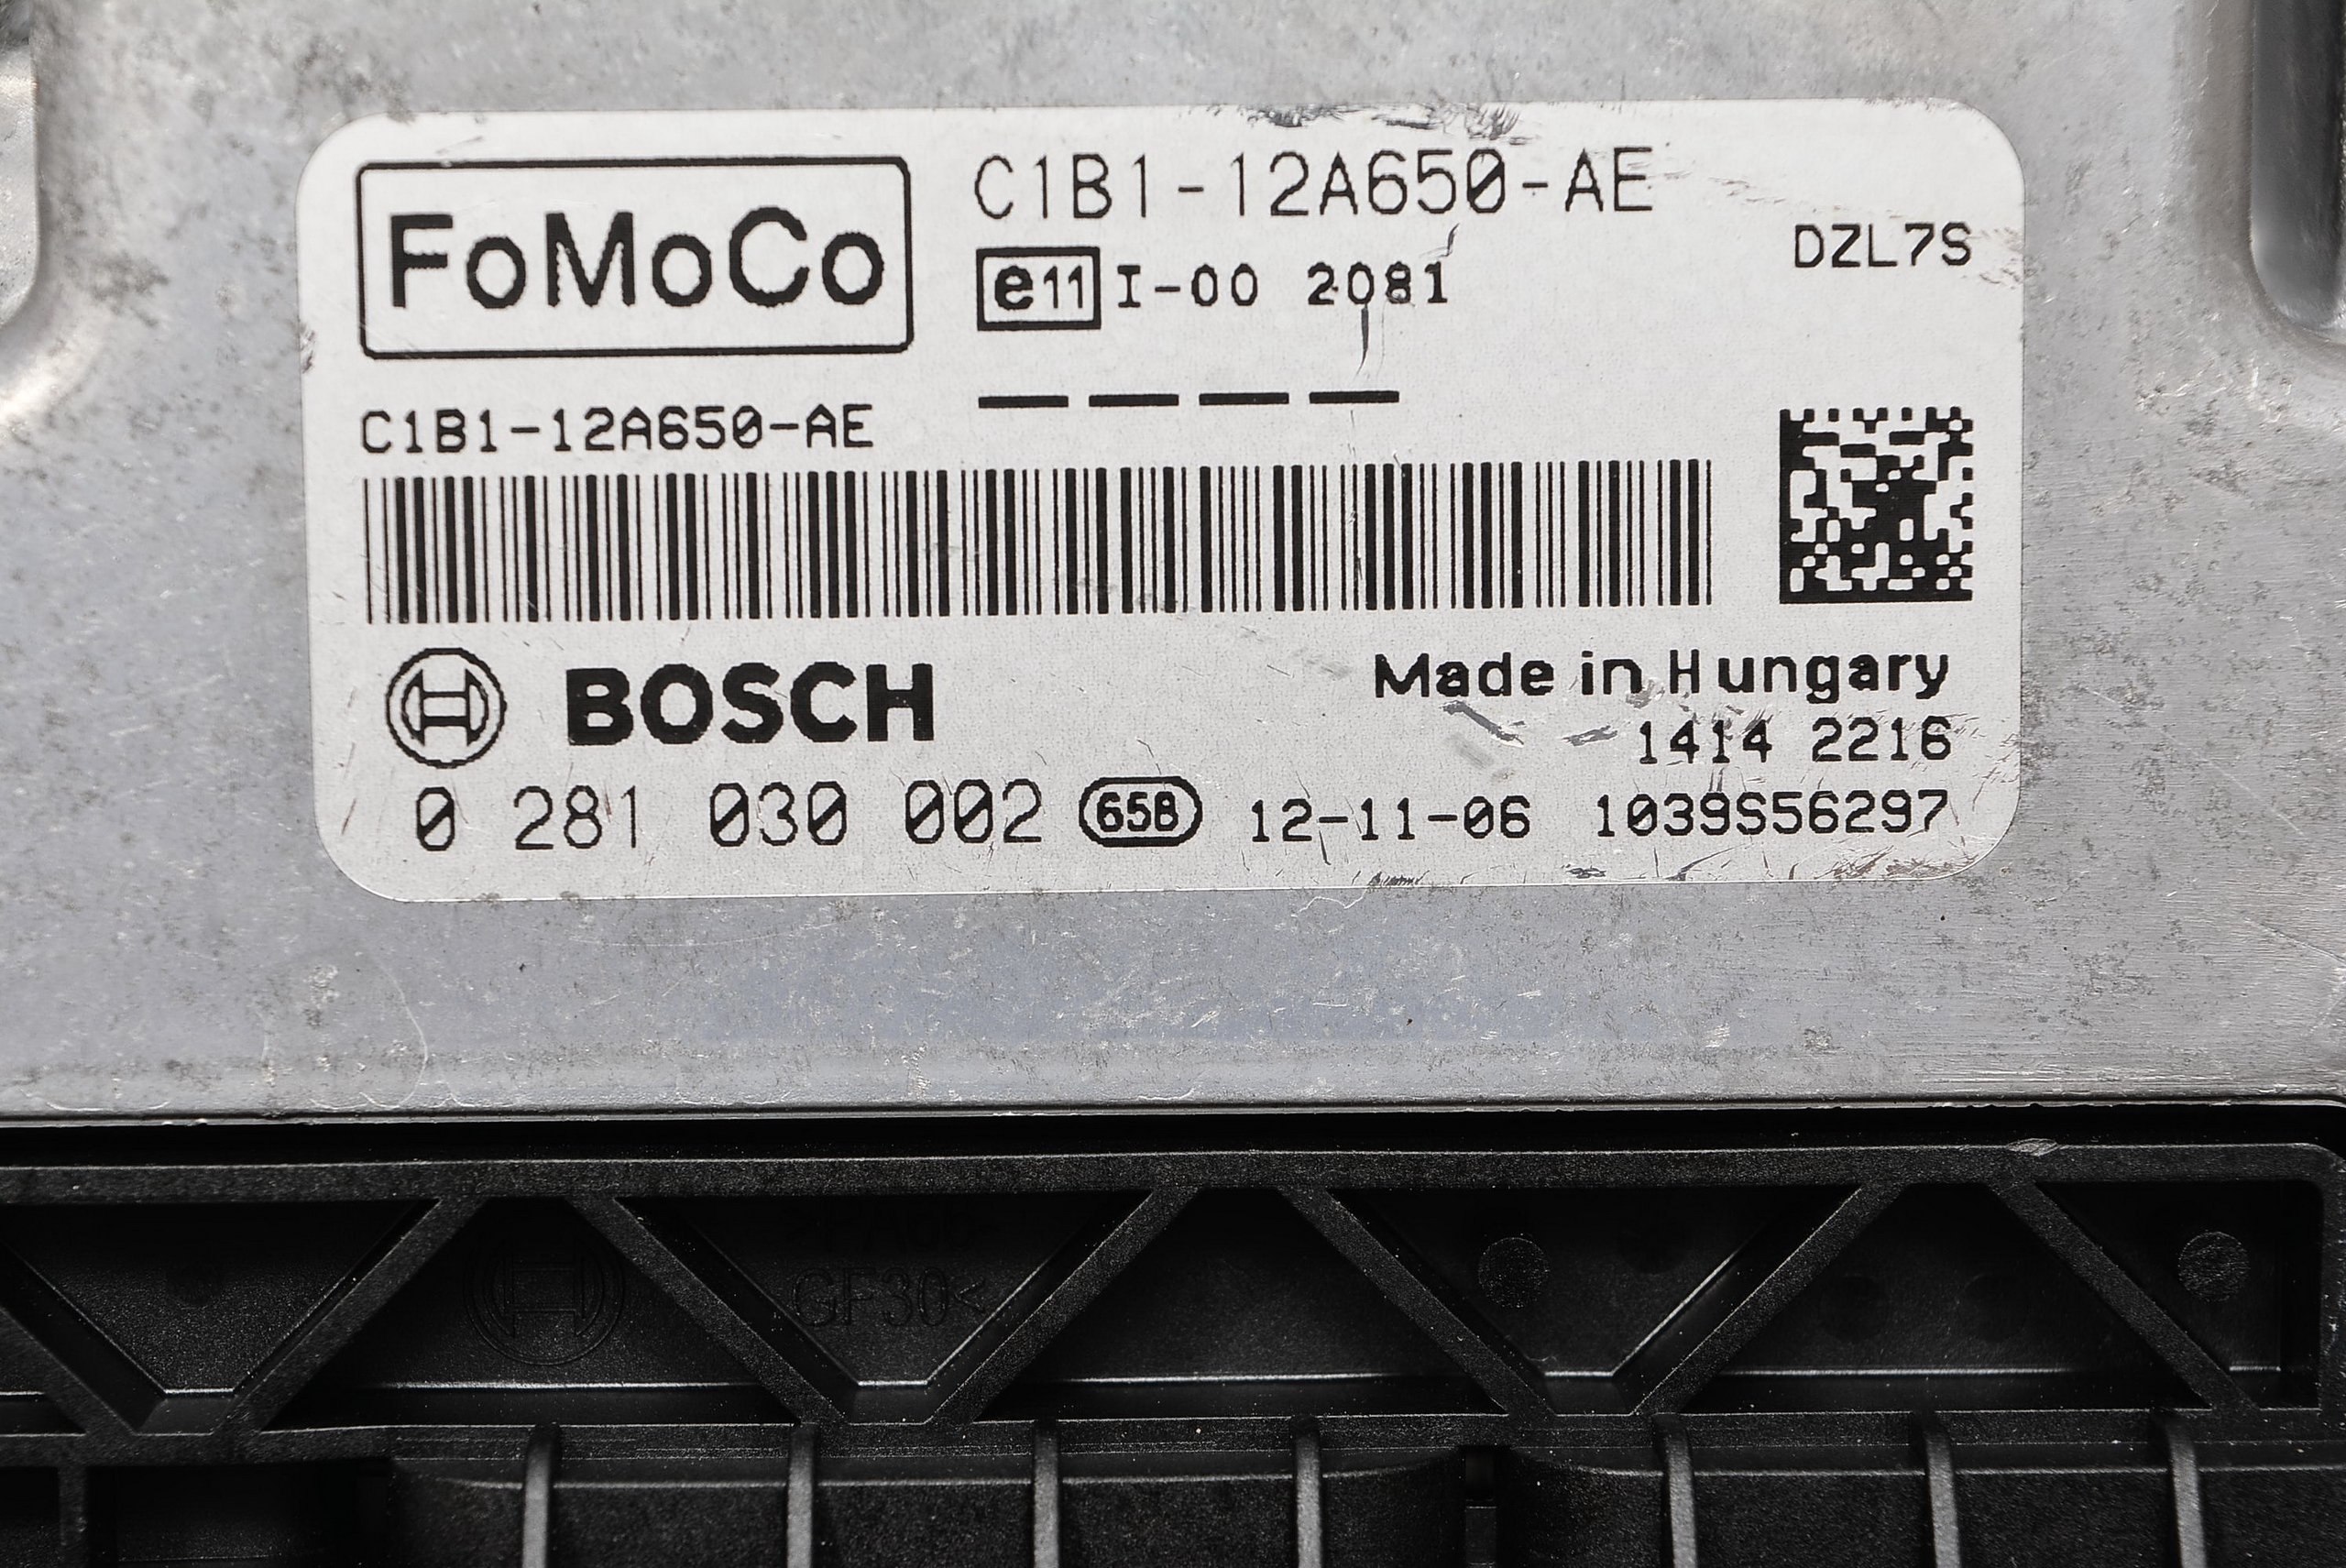 FoMoCo
C1B1-12A650-AE
e11 I-00 2081
DZL7S
C1B1-12A650-AE
BOSCH
Made in Hungary
1414 2216
0 281 030 002 65B 12-11-06 1039S56297
GF30<